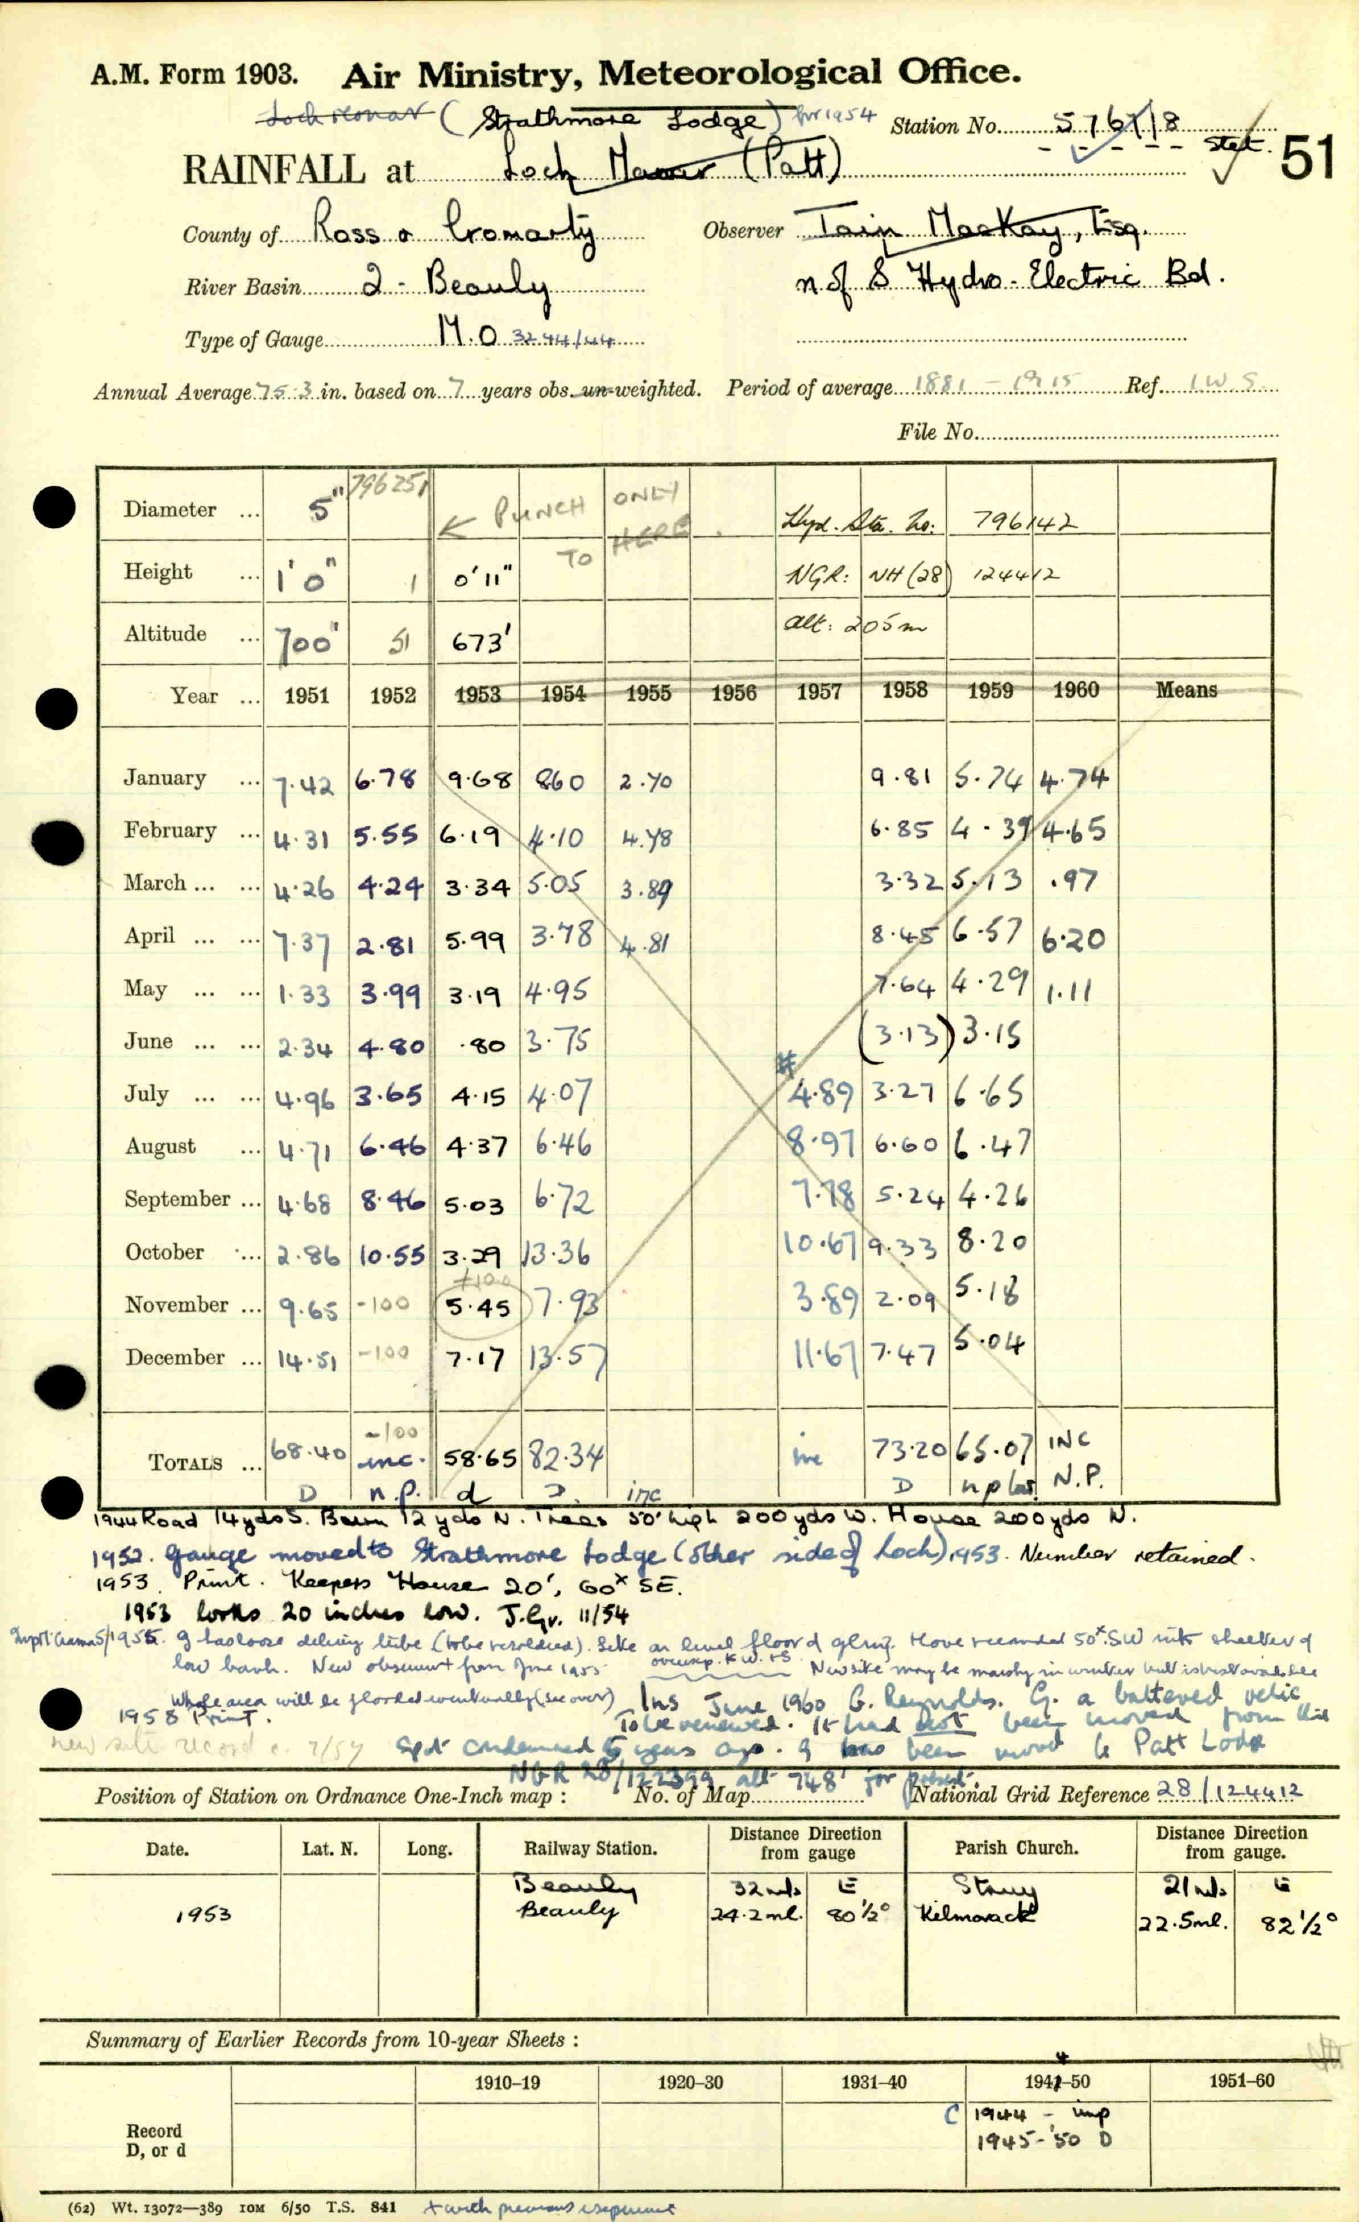 A.M. Form 1903. Air Ministry, Meteorological Office.
Loch Monar (Strathmore Lodge) for 1954
Station No. 576718 stet. 51
RAINFALL at Loch Monar (Patt)
County of Ross & Cromarty Observer Iain MacKay, Esq.
River Basin 2 - Beauly N of S Hydro-Electric Bd.
Type of Gauge M.O 3244/44
Annual Average 75.3 in. based on 7 years obs. un-weighted. Period of average 1881 - 1915 Ref. I W S
File No.
796251
Diameter ... 5" ← PUNCH ONLY Hyd. Sta. No: 796142
TO HERE
Height ... 1'0" 1 0'11" NGR: NH (28) 124412
Altitude ... 700' 51 673' alt: 205m
Year ... 1951 1952 1953 1954 1955 1956 1957 1958 1959 1960 Means
January ... 7.42 6.78 9.68 860 2.70 9.81 5.74 4.74
February ... 4.31 5.55 6.19 4.10 4.78 6.85 4.39 4.65
March ... ... 4.26 4.24 3.34 5.05 3.89 3.32 5.13 .97
April ... ... 7.37 2.81 5.99 3.78 4.81 8.45 6.57 6.20
May ... ... 1.33 3.99 3.19 4.95 7.64 4.29 1.11
June ... ... 2.34 4.80 .80 3.75 (3.13) 3.15
#
July ... ... 4.96 3.65 4.15 4.07 4.89 3.27 6.65
August ... 4.71 6.46 4.37 6.46 8.97 6.60 6.47
September ... 4.68 8.46 5.03 6.72 7.78 5.24 4.26
October ... 2.86 10.55 3.29 13.36 10.67 9.33 8.20
+100
November ... 9.65 -100 5.45 7.93 3.89 2.09 5.18
December ... 14.51 -100 7.17 13.57 11.67 7.47 5.04
-100
TOTALS ... 68.40 inc. 58.65 82.34 inc 73.20 65.07 INC
D n.p. d D. inc D n p N.P.
1944 Road 14yds S. Barn 12 yds N. Trees 50' high 200 yds W. House 200 yds N.
1952. Gauge moved to Strathmore Lodge (other side of Loch) 1953. Number retained.
1953. Print. Keepers House 20', 60x SE.
1953 looks 20 inches low. J.Gr. 11/54
1955. G has loose delivery tube (to be resoldered). Site on level floor of glen. Move recommended 50x SW into shelter of
low bank. New observer from June 1955 New site may be marshy in winter but is best available
Whole area will be flooded eventually (see over) Ins June 1960 G. Reynolds. G. a battered relic
1958 Print. To be renewed. It had not been moved from this
new site record c. 7/57 spot condemned 5 years ago. G has been moved to Patt Lodge
NGR 28/122399 alt 748' for
Position of Station on Ordnance One-Inch map : No. of Map National Grid Reference 28/124412
Date. Lat. N. Long. Railway Station. Distance from gauge Direction Parish Church. Distance from gauge. Direction
Beauly 32 mls E Struy 21 mls E
1953 Beauly 24.2 ml. 80½° Kilmorack 22.5 ml. 82½°
Summary of Earlier Records from 10-year Sheets :
1910–19 1920–30 1931–40 1941-50 1951–60
4
Record D, or d C 1944 - imp
1945-'50 D
(62) Wt. 13072—389 10M 6/50 T.S. 841 + with previous